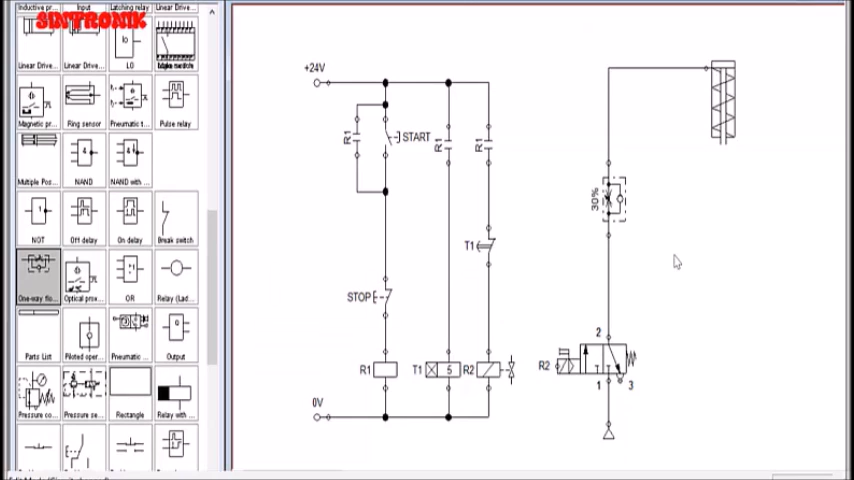 Inductive pr... Input Latching relay Linear Drive...
SINTRONIK
LO
Linear Drive... Linear Drive... LO
Magnetic pr... Ring sensor Pneumatic t... Pulse relay
Multiple Pos... NAND NAND with ...
NOT Off delay On delay Break switch
One-way flo... Optical prox... OR Relay (Lad...
Parts List Piloted oper... Pneumatic ... Output
Pressure co... Pressure se... Rectangle Relay with ...
+24V
R1
START
R1
R1
30%
T1
STOP
R1
T1
5
R2
R2
2
1
3
0V